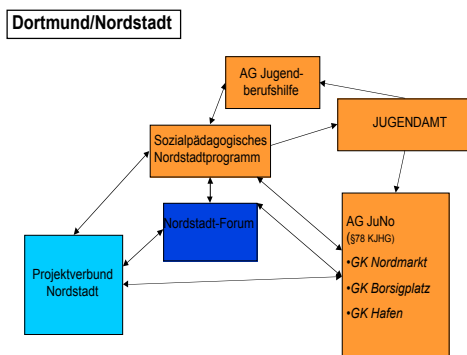 Dortmund/Nordstadt
AG Jugend-
berufshilfe
JUGENDAMT
Sozialpädagogisches
Nordstadtprogramm
Nordstadt-Forum
Projektverbund
Nordstadt
AG JuNo
(§78 KJHG)
•GK Nordmarkt
•GK Borsigplatz
•GK Hafen